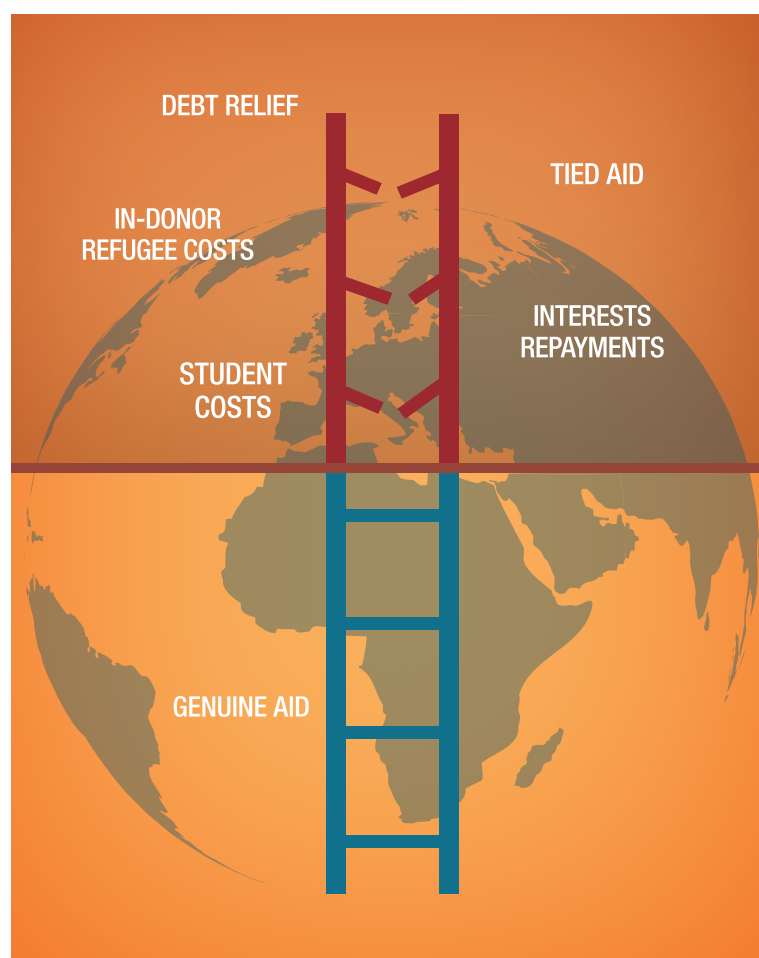 DEBT RELIEF
TIED AID
IN-DONOR
REFUGEE COSTS
INTERESTS
REPAYMENTS
STUDENT
COSTS
GENUINE AID